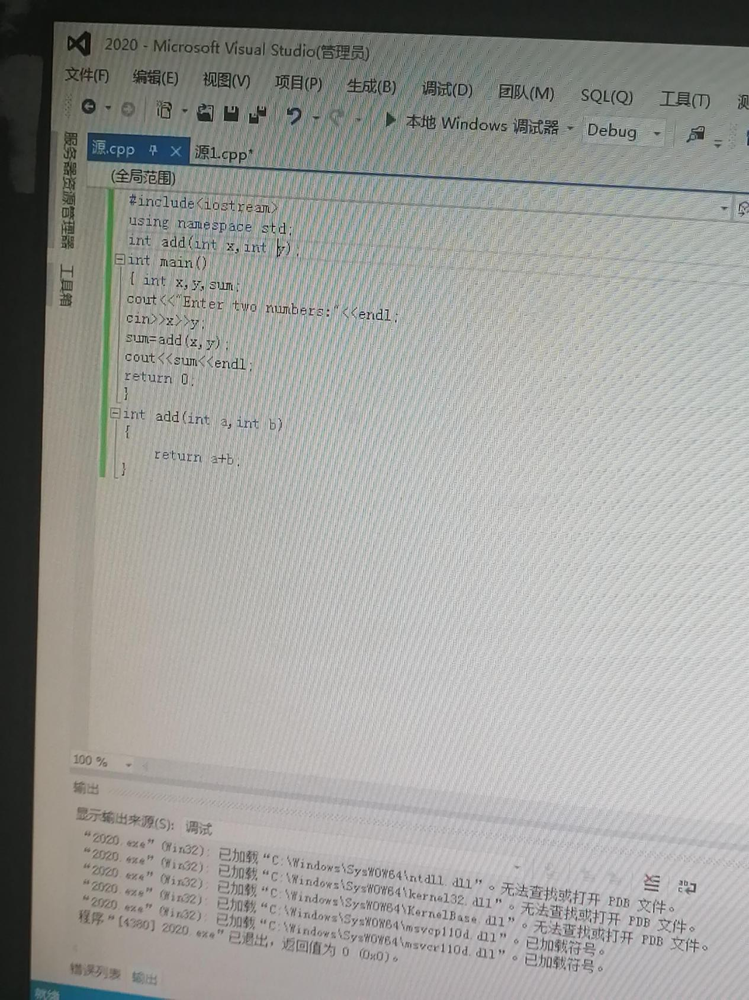 2020 - Microsoft Visual Studio(管理员)
文件(F) 编辑(E) 视图(V) 项目(P) 生成(B) 调试(D) 团队(M) SQL(Q) 工具(T) 测
本地 Windows 调试器 Debug
服务器资源管理器 工具箱
源.cpp 源1.cpp*
(全局范围)
#include<iostream>
using namespace std;
int add(int x,int y);
int main()
{ int x,y,sum;
cout<<"Enter two numbers:"<<endl;
cin>>x>>y;
sum=add(x,y);
cout<<sum<<endl;
return 0;
}
int add(int a,int b)
{
return a+b;
}
100 %
输出
显示输出来源(S): 调试
“2020.exe”(Win32): 已加载“C:\Windows\SysWOW64\ntdll.dll”。无法查找或打开 PDB 文件。
“2020.exe”(Win32): 已加载“C:\Windows\SysWOW64\kernel32.dll”。无法查找或打开 PDB 文件。
“2020.exe”(Win32): 已加载“C:\Windows\SysWOW64\KernelBase.dll”。无法查找或打开 PDB 文件。
“2020.exe”(Win32): 已加载“C:\Windows\SysWOW64\msvcp110d.dll”。已加载符号。
“2020.exe”(Win32): 已加载“C:\Windows\SysWOW64\msvcr110d.dll”。已加载符号。
程序“[4380] 2020.exe”已退出，返回值为 0 (0x0)。
错误列表 输出
就绪